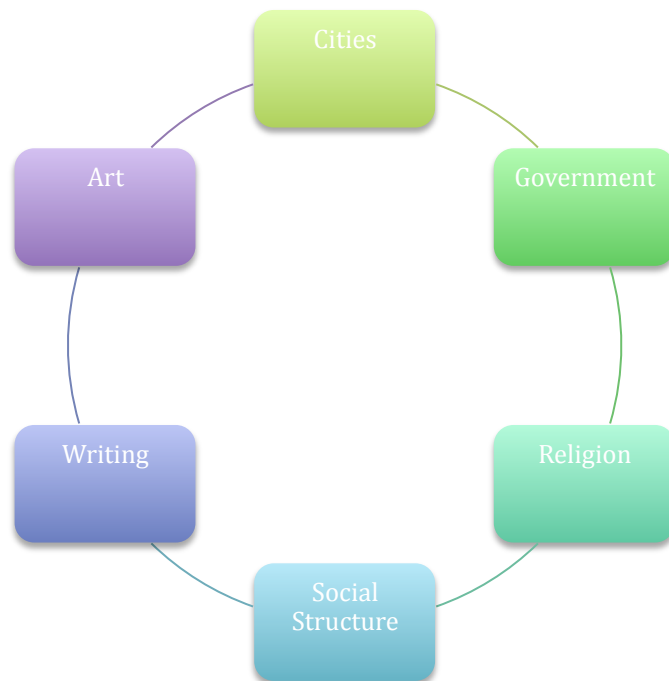 Cities
Government
Religion
Social
Structure
Writing
Art